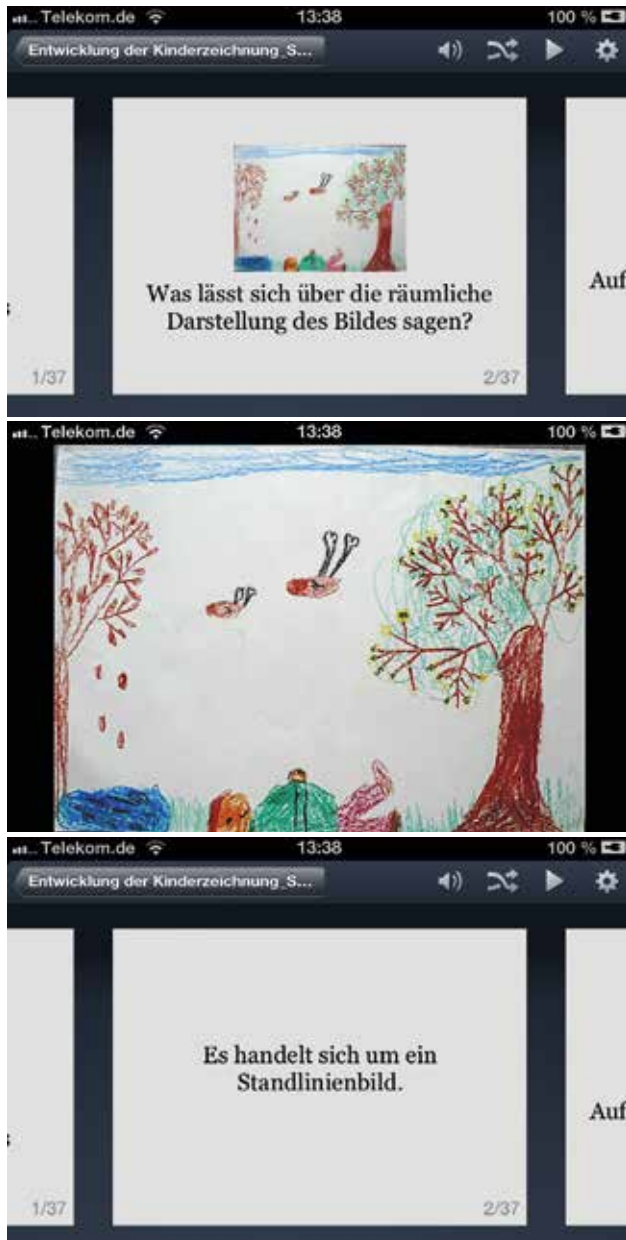 Telekom.de 13:38 100 %
Entwicklung der Kinderzeichnung_S...
Was lässt sich über die räumliche
Darstellung des Bildes sagen?
Auf
1/37
2/37
Telekom.de 13:38 100 %
Telekom.de 13:38 100 %
Entwicklung der Kinderzeichnung_S...
Es handelt sich um ein
Standlinienbild.
Auf
1/37
2/37